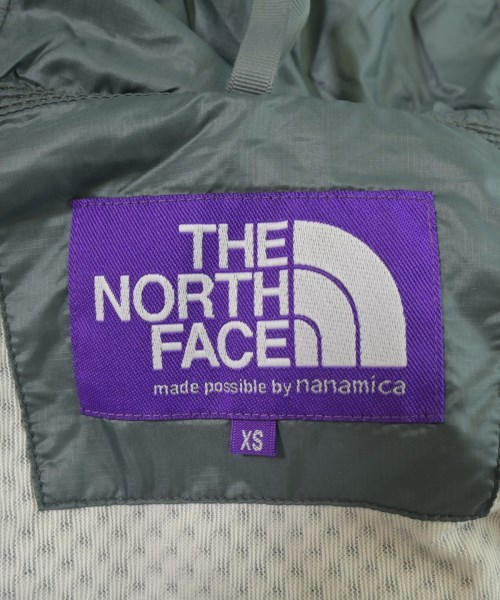 THE
NORTH
FACE
made possible by nanamica
XS